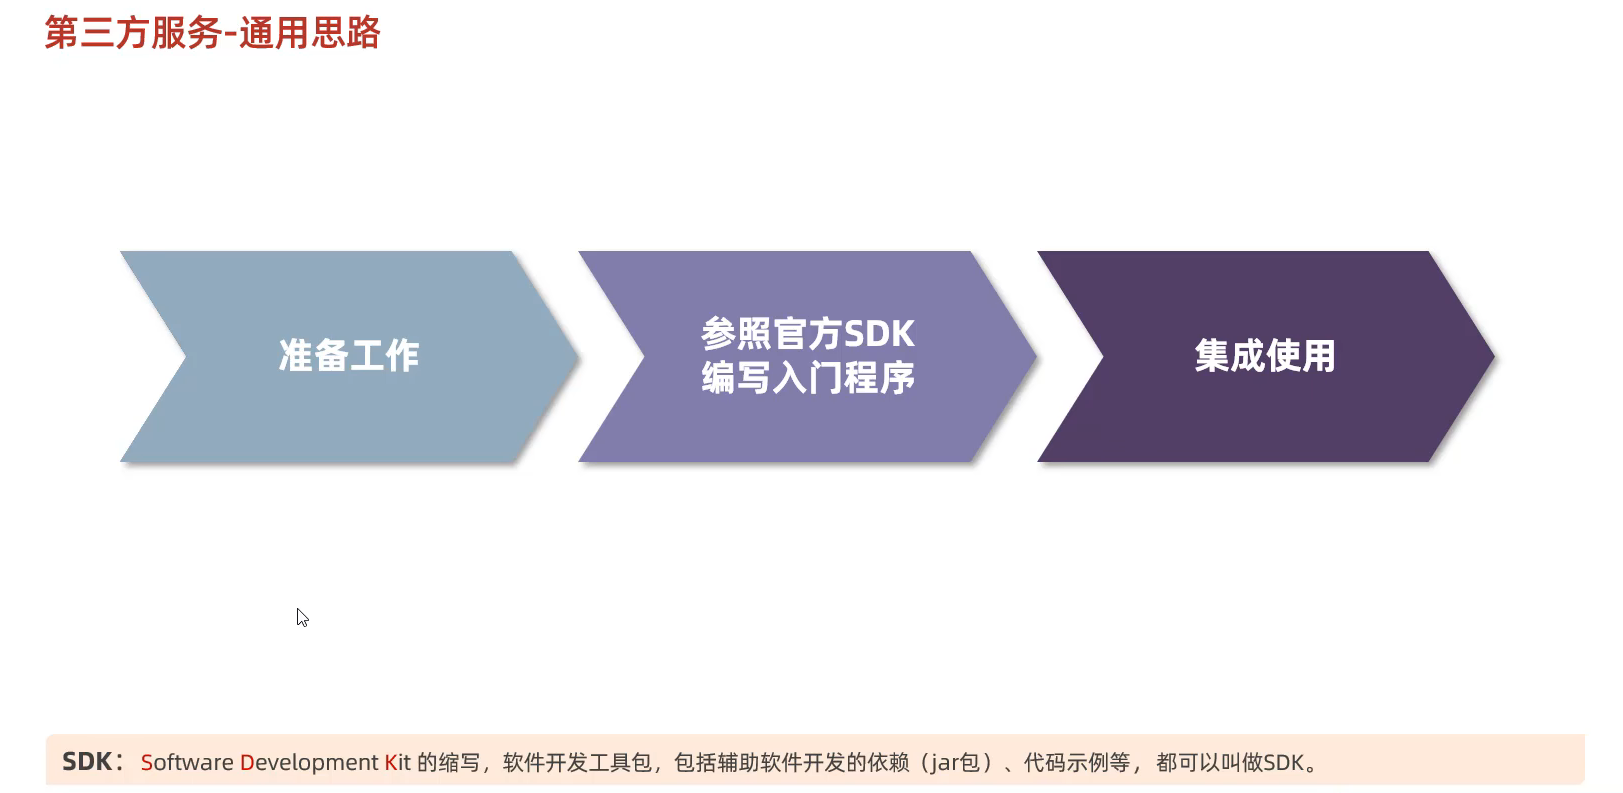 第三方服务-通用思路
准备工作
参照官方SDK
编写入门程序
集成使用
SDK：Software Development Kit 的缩写，软件开发工具包，包括辅助软件开发的依赖（jar包）、代码示例等，都可以叫做SDK。